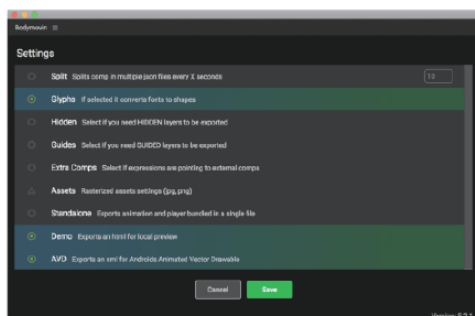 Bodymovin
Settings
Split Splits comp in multiple json files every X seconds 10
Glyphs If selected it converts fonts to shapes
Hidden Select if you need HIDDEN layers to be exported
Guides Select if you need GUIDED layers to be exported
Extra Comps Select if expressions are pointing to external comps
Assets Rasterized assets settings (jpg, png)
Standalone Exports animation and player bundled in a single file
Demo Exports an html for local preview
AVD Exports an xml for Androids Animated Vector Drawable
Cancel Save